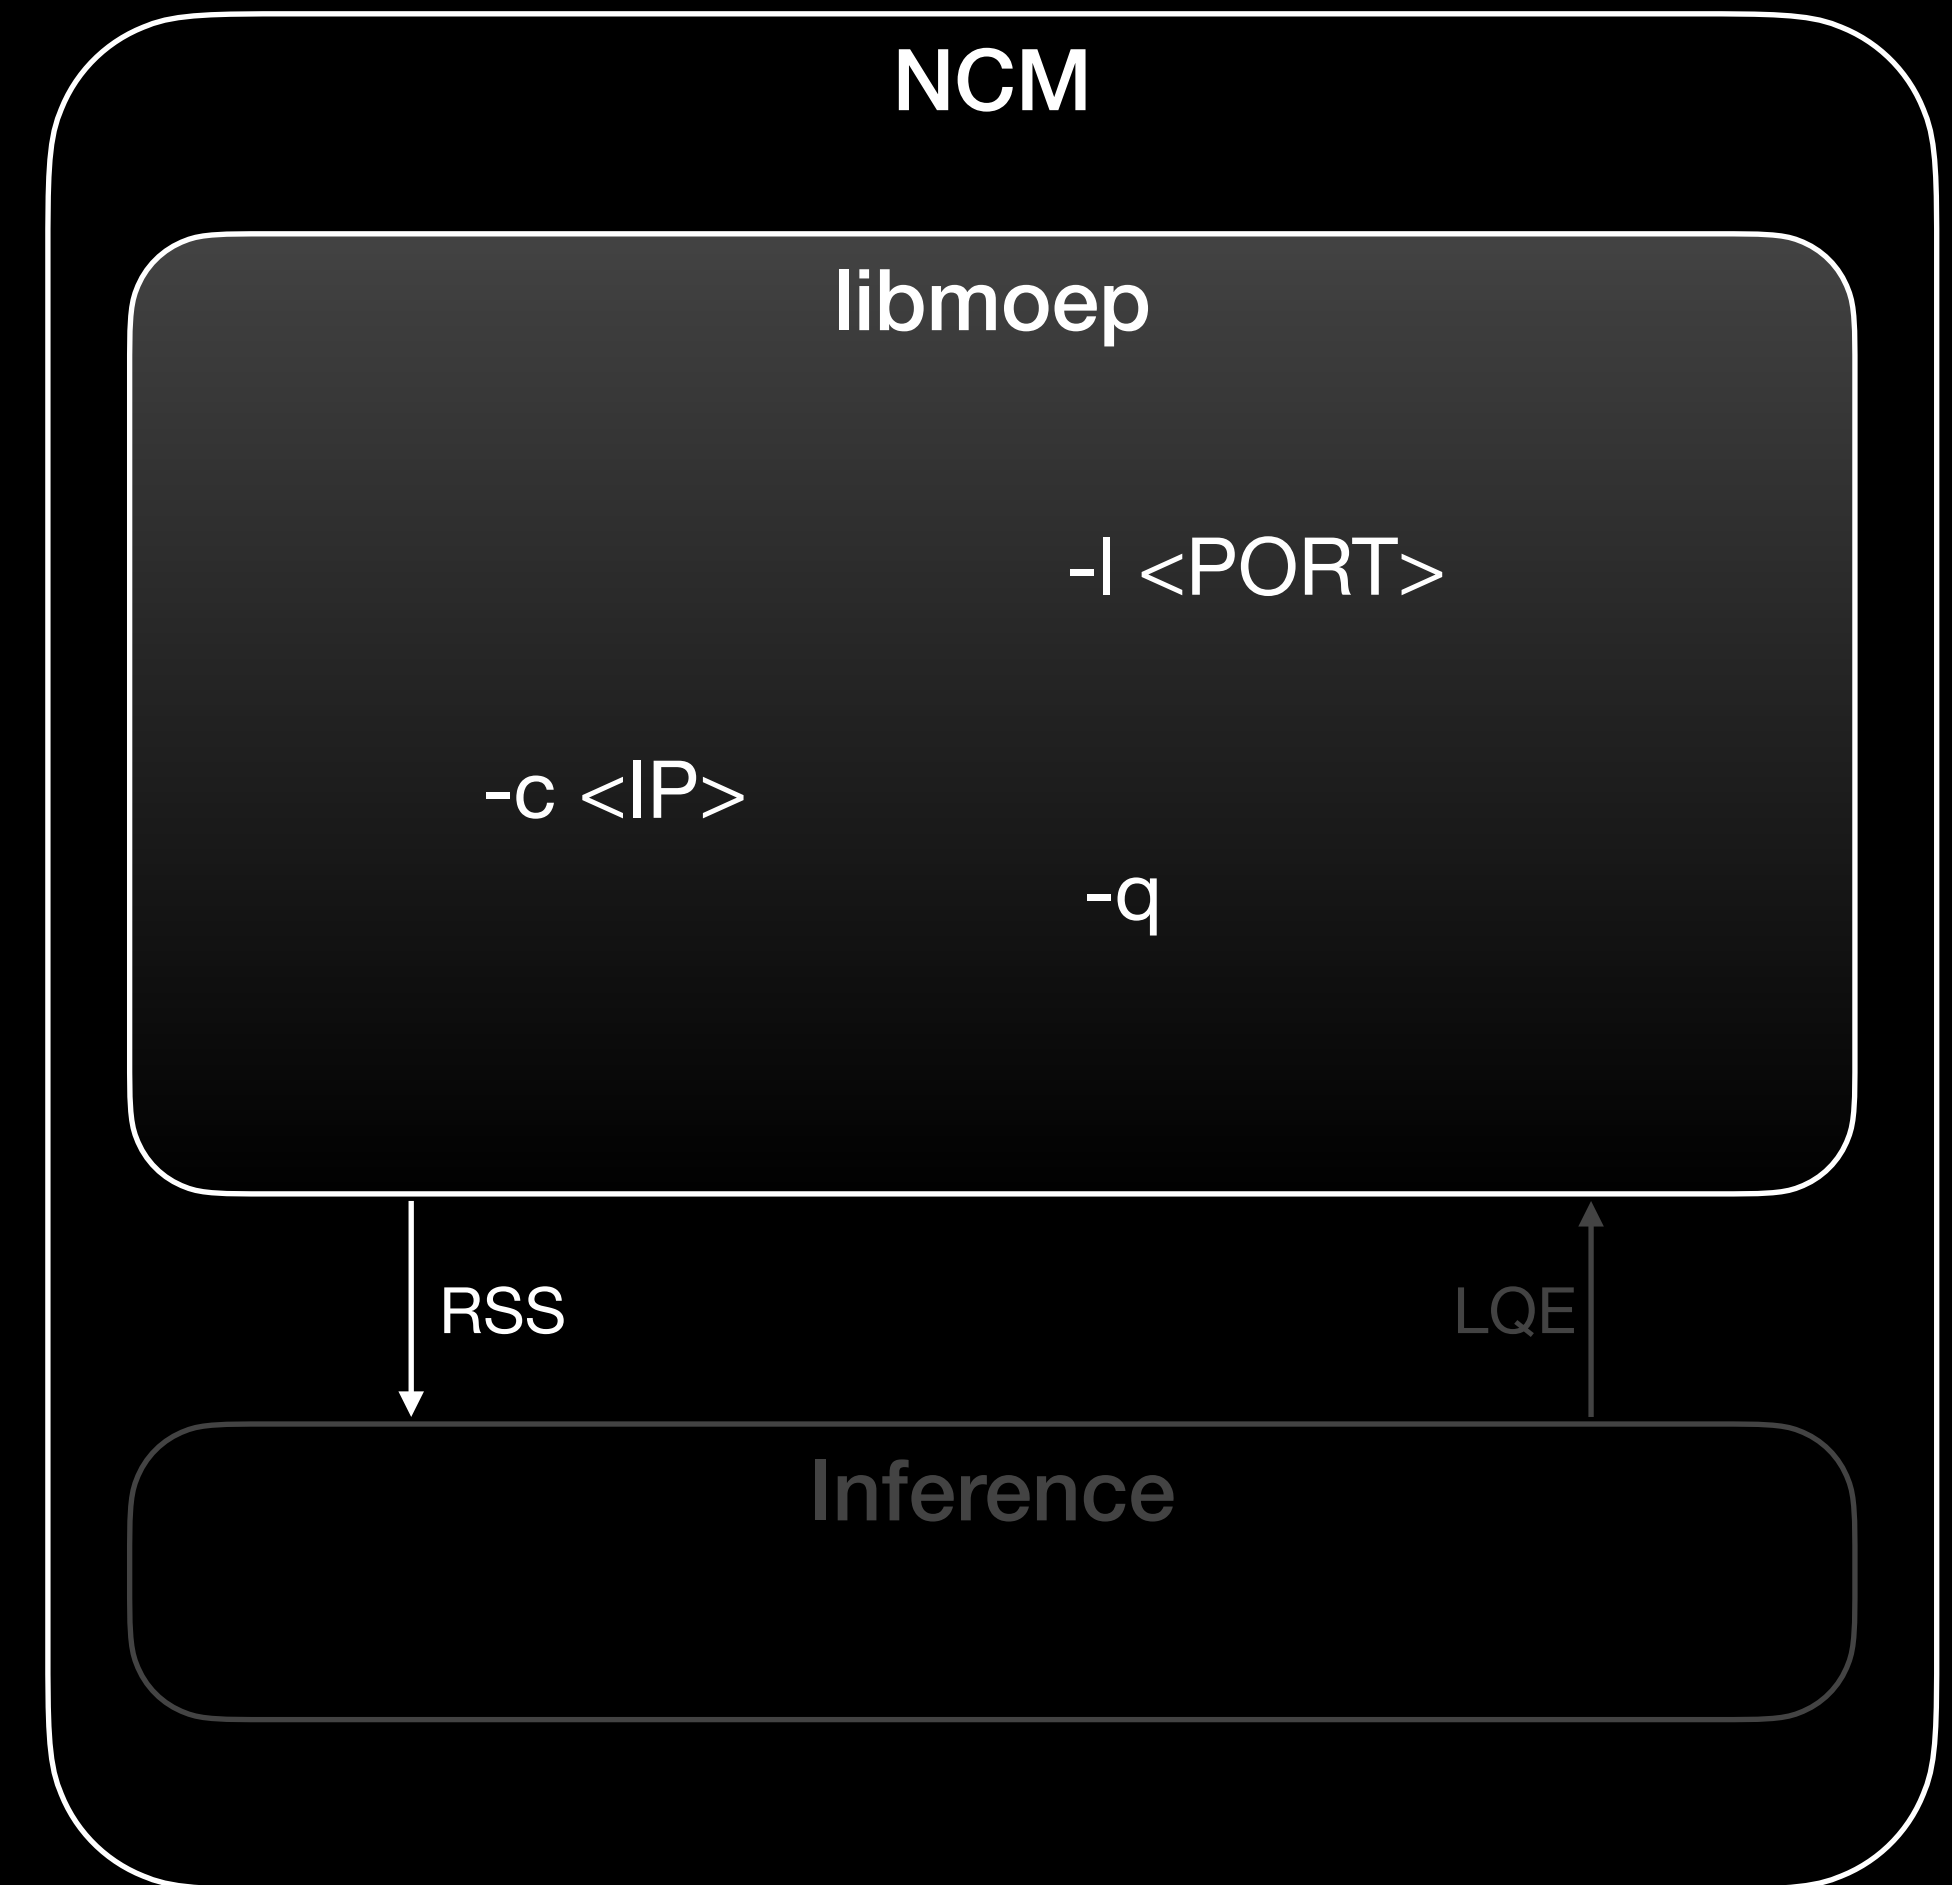 NCM
libmoep
-l <PORT>
-c <IP>
-q
RSS
LQE
Inference